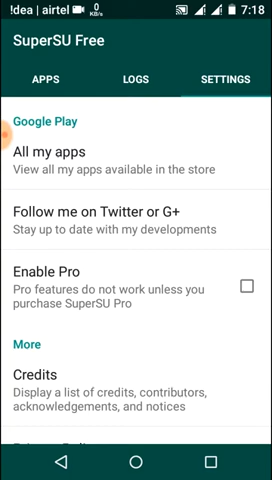 !dea | airtel 0 KB/s 7:18
SuperSU Free
APPS LOGS SETTINGS
Google Play
All my apps
View all my apps available in the store
Follow me on Twitter or G+
Stay up to date with my developments
Enable Pro
Pro features do not work unless you
purchase SuperSU Pro
More
Credits
Display a list of credits, contributors,
acknowledgements, and notices